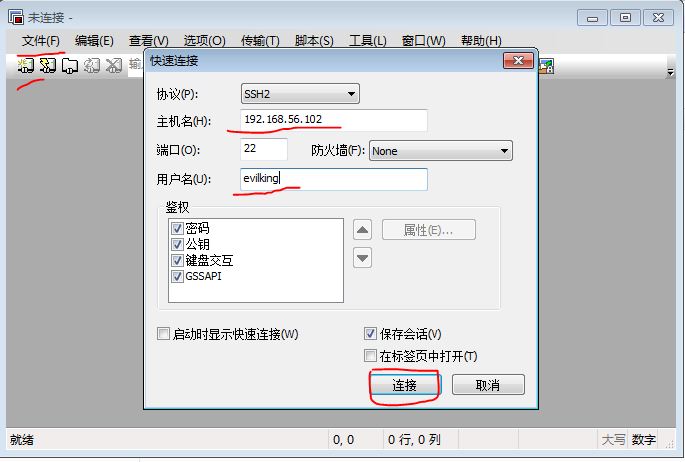 未连接 -
文件(F) 编辑(E) 查看(V) 选项(O) 传输(T) 脚本(S) 工具(L) 窗口(W) 帮助(H)
快速连接
协议(P): SSH2
主机名(H): 192.168.56.102
端口(O): 22 防火墙(F): None
用户名(U): evilking
鉴权
密码
公钥
键盘交互
GSSAPI
属性(E)...
启动时显示快速连接(W) 保存会话(V)
在标签页中打开(T)
连接 取消
就绪 0, 0 0 行, 0 列 大写 数字